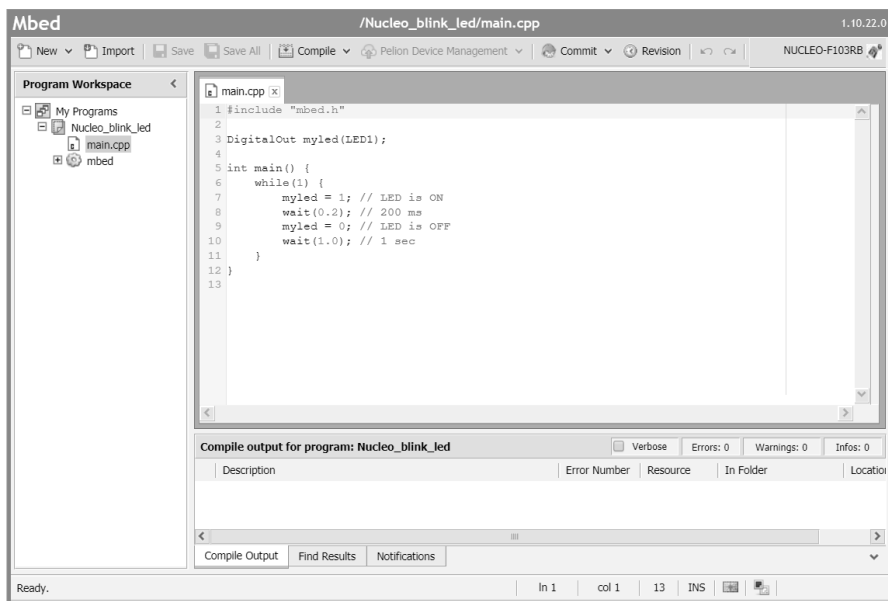 Mbed /Nucleo_blink_led/main.cpp 1.10.22.0
New Import Save Save All Compile Pelion Device Management Commit Revision NUCLEO-F103RB
Program Workspace <
My Programs
Nucleo_blink_led
main.cpp
mbed
main.cpp x
1 #include "mbed.h"
2
3 DigitalOut myled(LED1);
4
5 int main() {
6 while(1) {
7 myled = 1; // LED is ON
8 wait(0.2); // 200 ms
9 myled = 0; // LED is OFF
10 wait(1.0); // 1 sec
11 }
12 }
13
Compile output for program: Nucleo_blink_led Verbose Errors: 0 Warnings: 0 Infos: 0
Description Error Number Resource In Folder Location
Compile Output Find Results Notifications
Ready. ln 1 col 1 13 INS